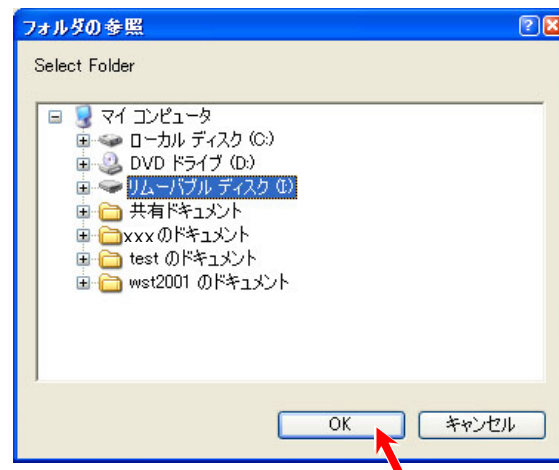 フォルダの参照
Select Folder
マイ コンピュータ
ローカル ディスク (C:)
DVD ドライブ (D:)
リムーバブル ディスク (I:)
共有ドキュメント
xxx のドキュメント
test のドキュメント
wst2001 のドキュメント
OK キャンセル